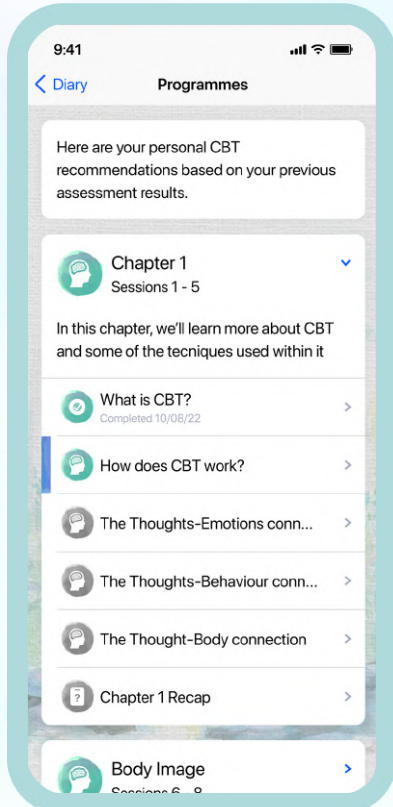 9:41
Diary
Programmes
Here are your personal CBT
recommendations based on your previous
assessment results.
Chapter 1
Sessions 1 - 5
In this chapter, we'll learn more about CBT
and some of the tecniques used within it
What is CBT?
Completed 10/08/22
How does CBT work?
The Thoughts-Emotions conn...
The Thoughts-Behaviour conn...
The Thought-Body connection
?
Chapter 1 Recap
Body Image
Sessions 6 - 8